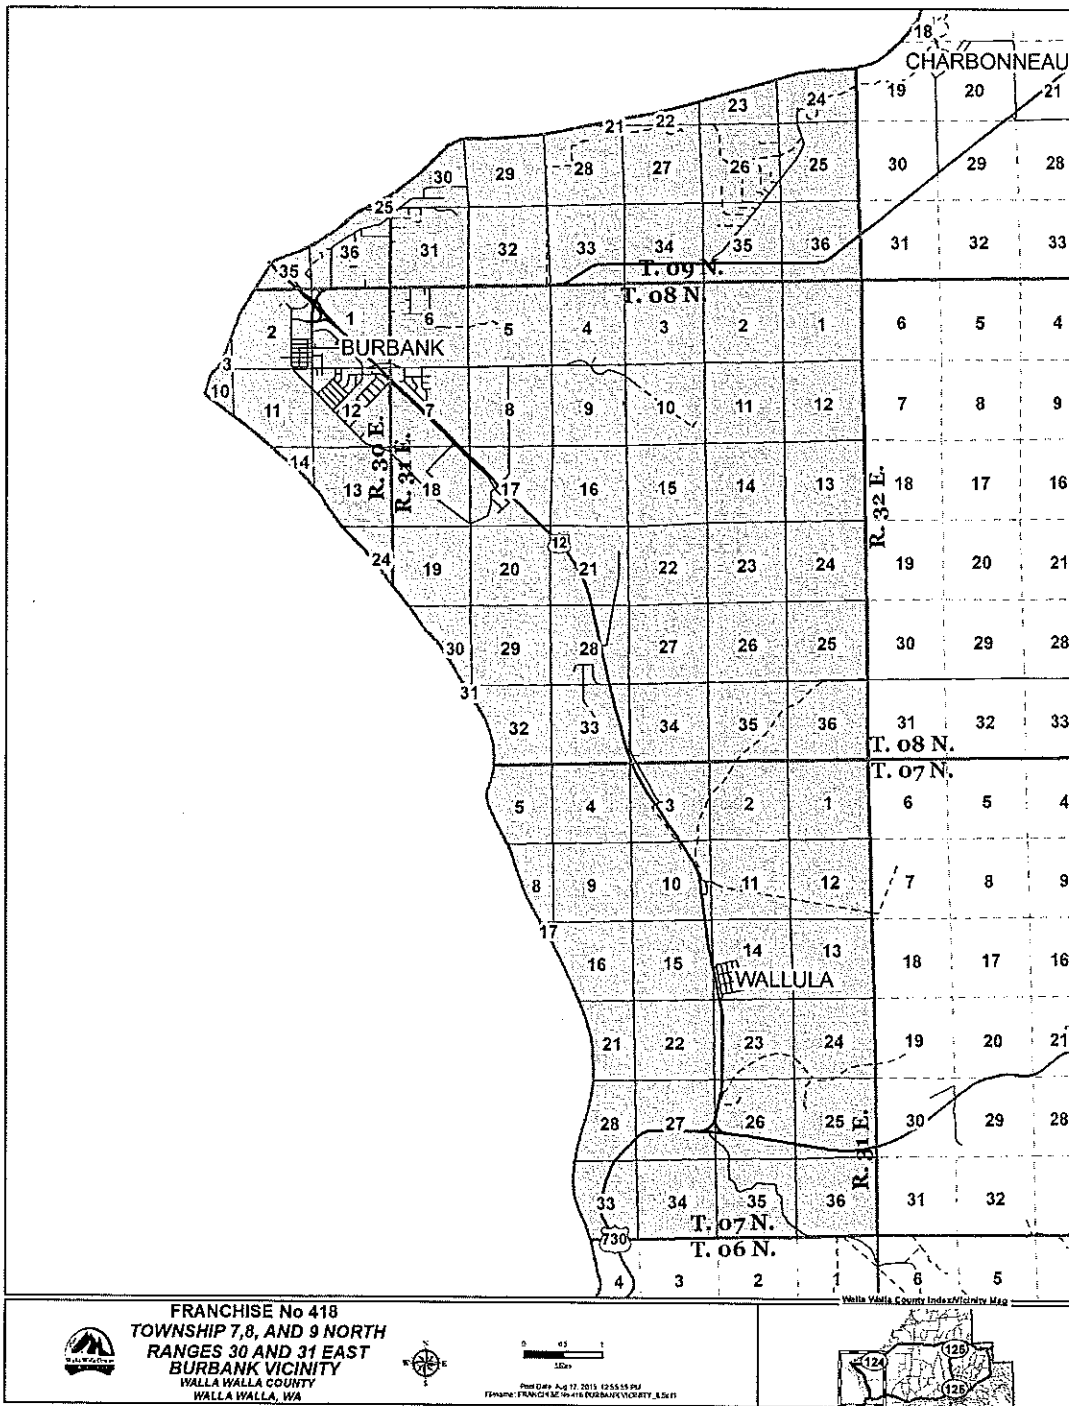 18
CHARBONNEAU
24 19 20 21
23
21 22
30 29 28 27 26 25 30 29 28
25
35 36 31 32 33 34 35 36 31 32 33
T. 09 N.
T. 08 N.
2 1 6 5 4 3 2 1 6 5 4
BURBANK
3
10 11 12 7 8 9 10 11 12 7 8 9
R. 30 E.
R. 31 E.
14 13 18 17 16 15 14 13 18 17 16
R. 32 E.
12
24 19 20 21 22 23 24 19 20 21
30 29 28 27 26 25 30 29 28
31
32 33 34 35 36 31 32 33
T. 08 N.
T. 07 N.
5 4 3 2 1 6 5 4
8 9 10 11 12 7 8 9
17
16 15 14 13 18 17 16
WALLULA
21 22 23 24 19 20 21
28 27 26 25 30 29 28
R. 31 E.
33 34 35 36 31 32
T. 07 N.
730
T. 06 N.
4 3 2 1 6 5
Walla Walla County Index/Vicinity Map
FRANCHISE No 418
TOWNSHIP 7,8, AND 9 NORTH
RANGES 30 AND 31 EAST
BURBANK VICINITY
WALLA WALLA COUNTY
WALLA WALLA, WA
N
E
0 0.5 1
Miles
124
125
125